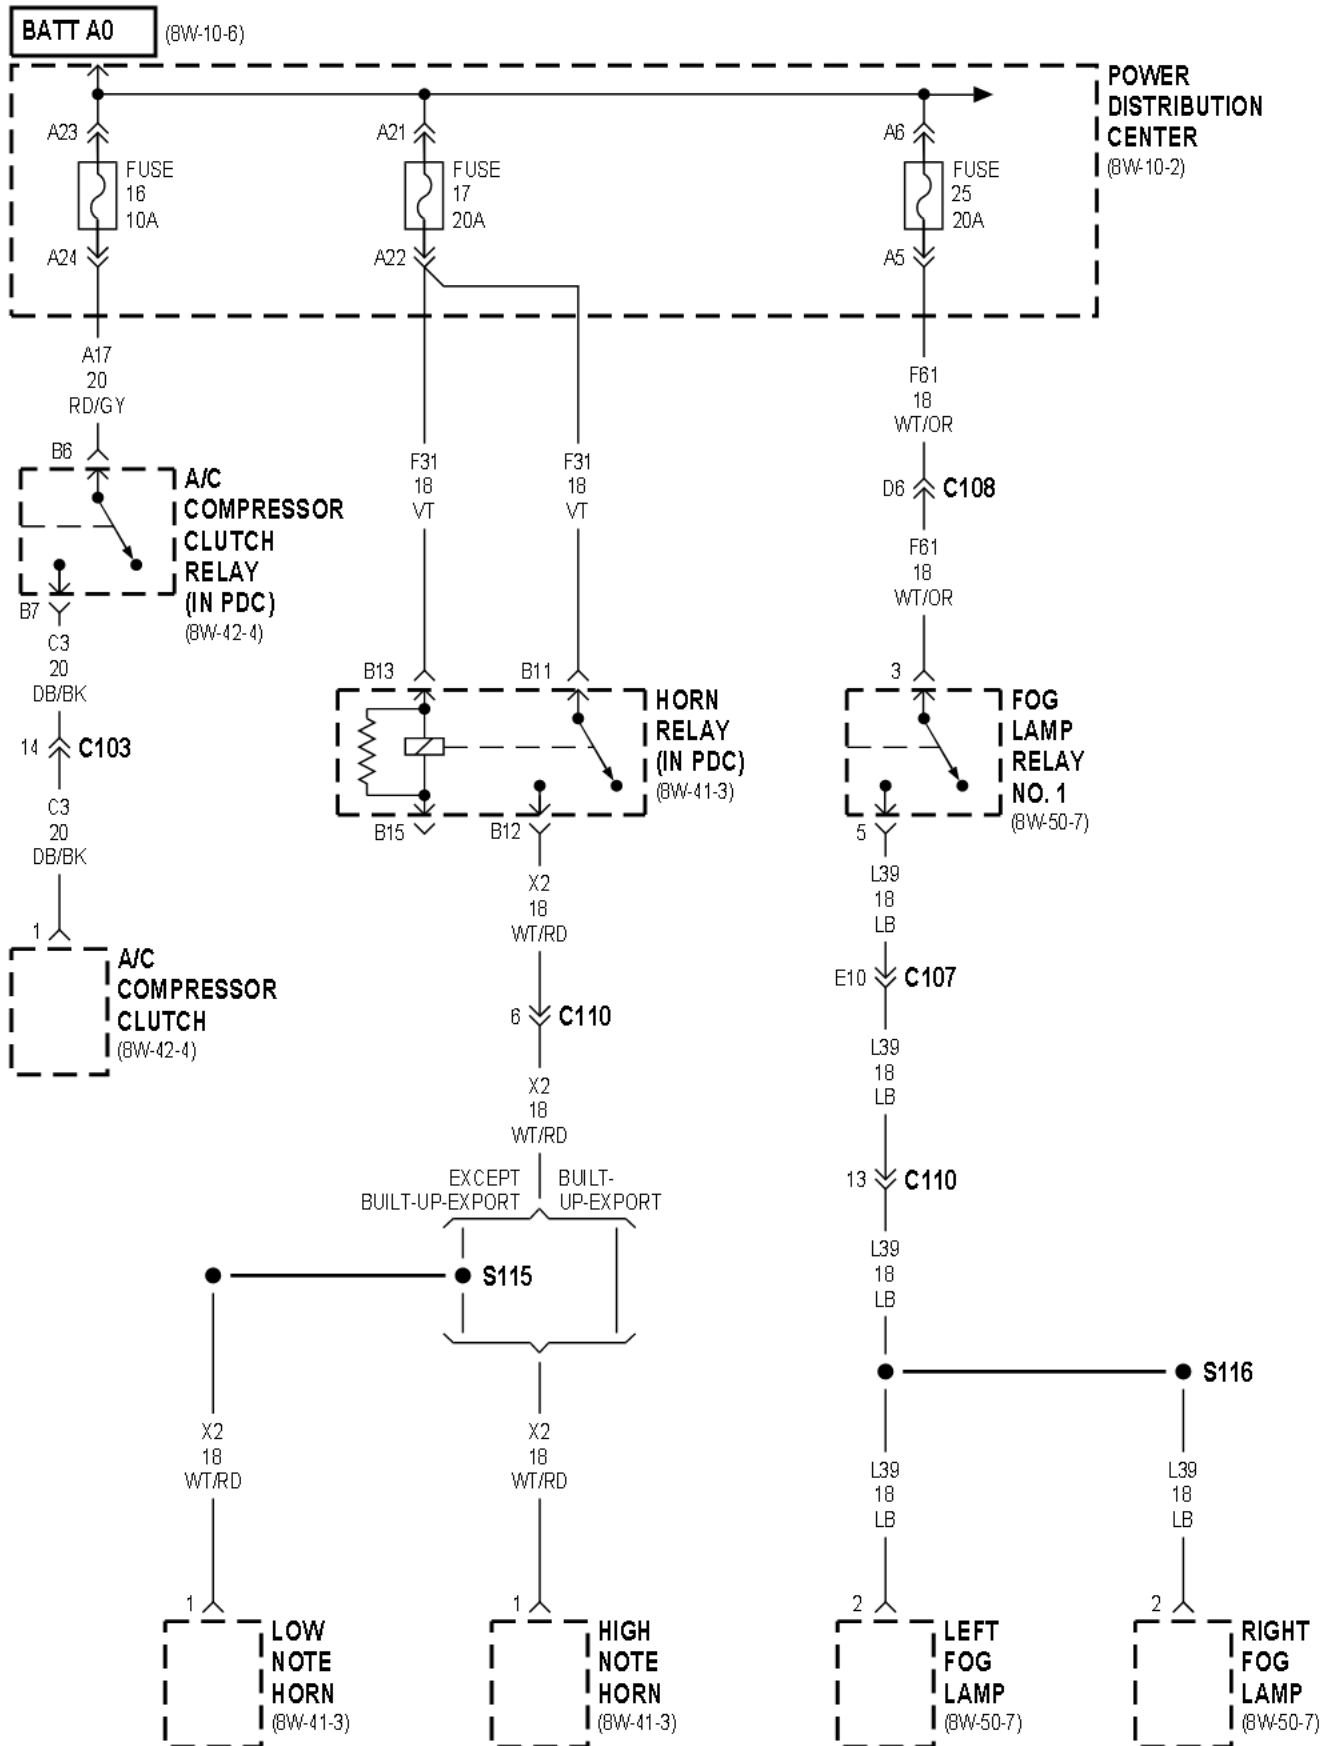 BATT A0
(8W-10-6)
POWER
DISTRIBUTION
CENTER
(8W-10-2)
A23
FUSE
16
10A
A24
A21
FUSE
17
20A
A22
A6
FUSE
25
20A
A5
A17
20
RD/GY
B6
A/C
COMPRESSOR
CLUTCH
RELAY
(IN PDC)
(8W-42-4)
B7
C3
20
DB/BK
14
C103
C3
20
DB/BK
1
A/C
COMPRESSOR
CLUTCH
(8W-42-4)
F31
18
VT
F31
18
VT
B13
B11
HORN
RELAY
(IN PDC)
(8W-41-3)
B15
B12
X2
18
WT/RD
6
C110
X2
18
WT/RD
EXCEPT
BUILT-UP-EXPORT
BUILT-
UP-EXPORT
S115
X2
18
WT/RD
X2
18
WT/RD
1
LOW
NOTE
HORN
(8W-41-3)
1
HIGH
NOTE
HORN
(8W-41-3)
F61
18
WT/OR
D6
C108
F61
18
WT/OR
3
FOG
LAMP
RELAY
NO. 1
(8W-50-7)
5
L39
18
LB
E10
C107
L39
18
LB
13
C110
L39
18
LB
S116
L39
18
LB
L39
18
LB
2
LEFT
FOG
LAMP
(8W-50-7)
2
RIGHT
FOG
LAMP
(8W-50-7)